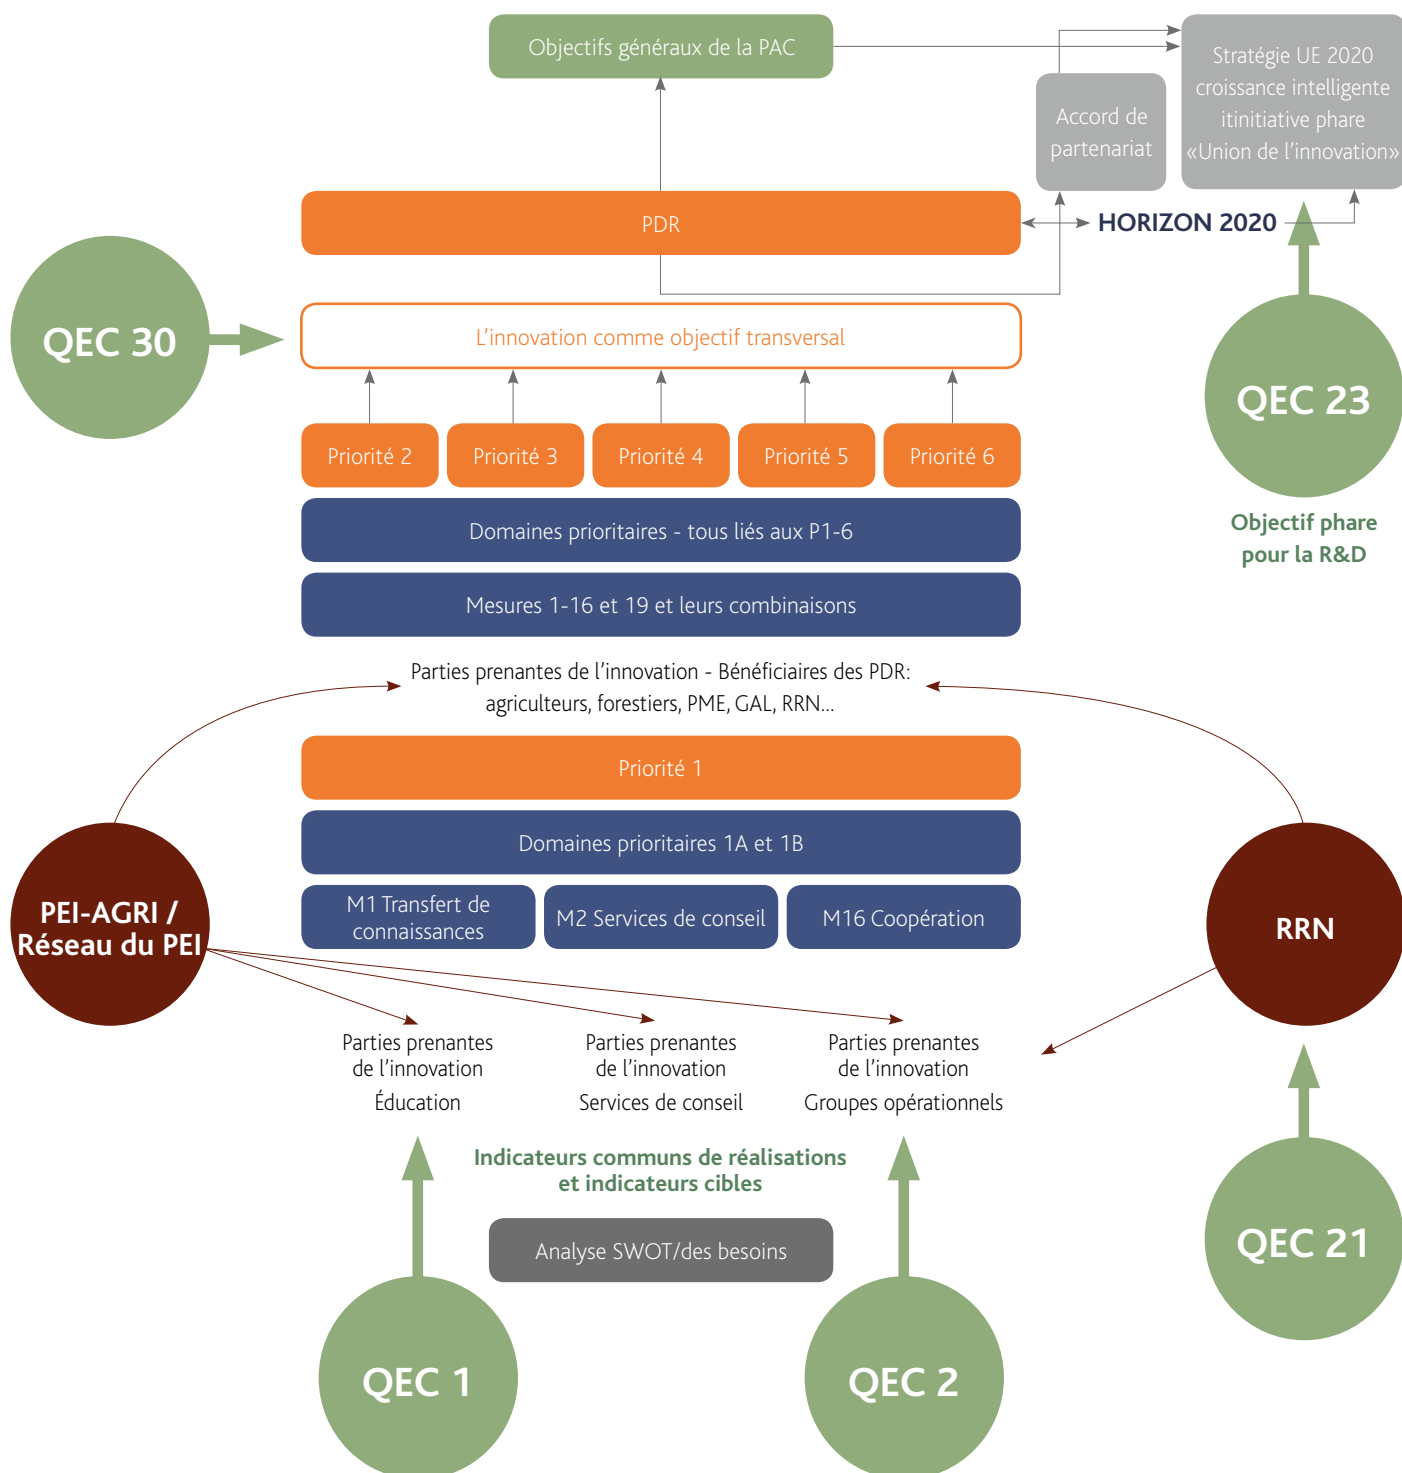 Objectifs généraux de la PAC
Stratégie UE 2020
croissance intelligente
itinitiative phare
«Union de l'innovation»
Accord de
partenariat
PDR
HORIZON 2020
QEC 30
L'innovation comme objectif transversal
QEC 23
Objectif phare
pour la R&D
Priorité 2
Priorité 3
Priorité 4
Priorité 5
Priorité 6
Domaines prioritaires - tous liés aux P1-6
Mesures 1-16 et 19 et leurs combinaisons
Parties prenantes de l'innovation - Bénéficiaires des PDR:
agriculteurs, forestiers, PME, GAL, RRN...
Priorité 1
Domaines prioritaires 1A et 1B
M1 Transfert de
connaissances
M2 Services de conseil
M16 Coopération
PEI-AGRI /
Réseau du PEI
RRN
Parties prenantes
de l'innovation
Éducation
Parties prenantes
de l'innovation
Services de conseil
Parties prenantes
de l'innovation
Groupes opérationnels
Indicateurs communs de réalisations
et indicateurs cibles
Analyse SWOT/des besoins
QEC 21
QEC 1
QEC 2